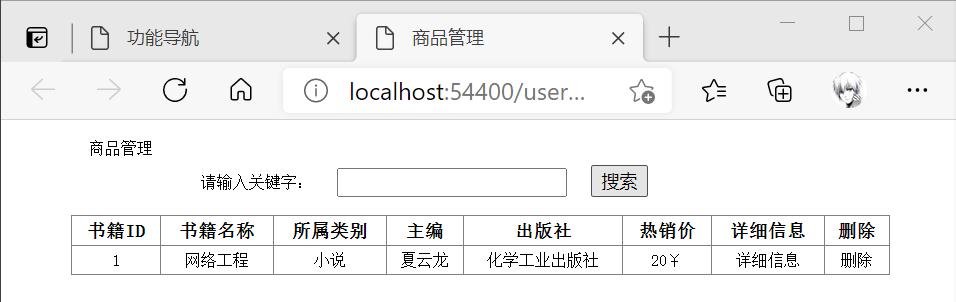 功能导航 商品管理
localhost:54400/user...
商品管理
请输入关键字： 搜索
书籍ID 书籍名称 所属类别 主编 出版社 热销价 详细信息 删除
1 网络工程 小说 夏云龙 化学工业出版社 20￥ 详细信息 删除